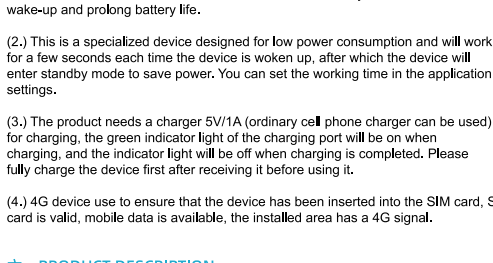 wake-up and prolong battery life.
(2.) This is a specialized device designed for low power consumption and will work
for a few seconds each time the device is woken up, after which the device will
enter standby mode to save power. You can set the working time in the application
settings.
(3.) The product needs a charger 5V/1A (ordinary cell phone charger can be used)
for charging, the green indicator light of the charging port will be on when
charging, and the indicator light will be off when charging is completed. Please
fully charge the device first after receiving it before using it.
(4.) 4G device use to ensure that the device has been inserted into the SIM card, S
card is valid, mobile data is available, the installed area has a 4G signal.
PRODUCT DESCRIPTION